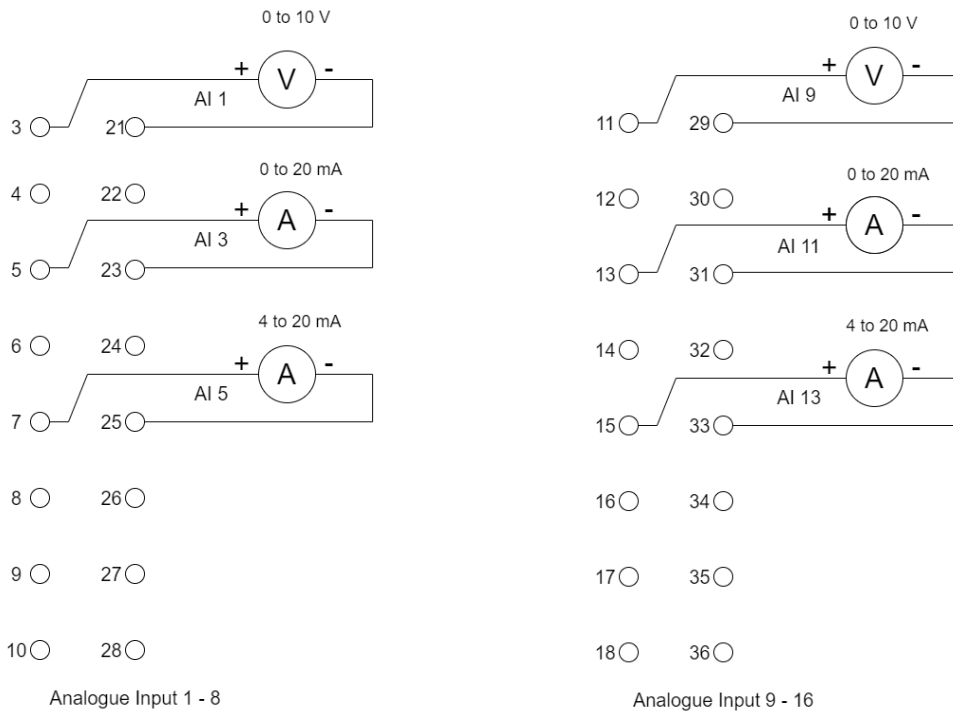 0 to 10 V
+ V -
AI 1
3 21
4 22
0 to 20 mA
+ A -
AI 3
5 23
6 24
4 to 20 mA
+ A -
AI 5
7 25
8 26
9 27
10 28
Analogue Input 1 - 8
0 to 10 V
+ V -
AI 9
11 29
12 30
0 to 20 mA
+ A -
AI 11
13 31
14 32
4 to 20 mA
+ A -
AI 13
15 33
16 34
17 35
18 36
Analogue Input 9 - 16